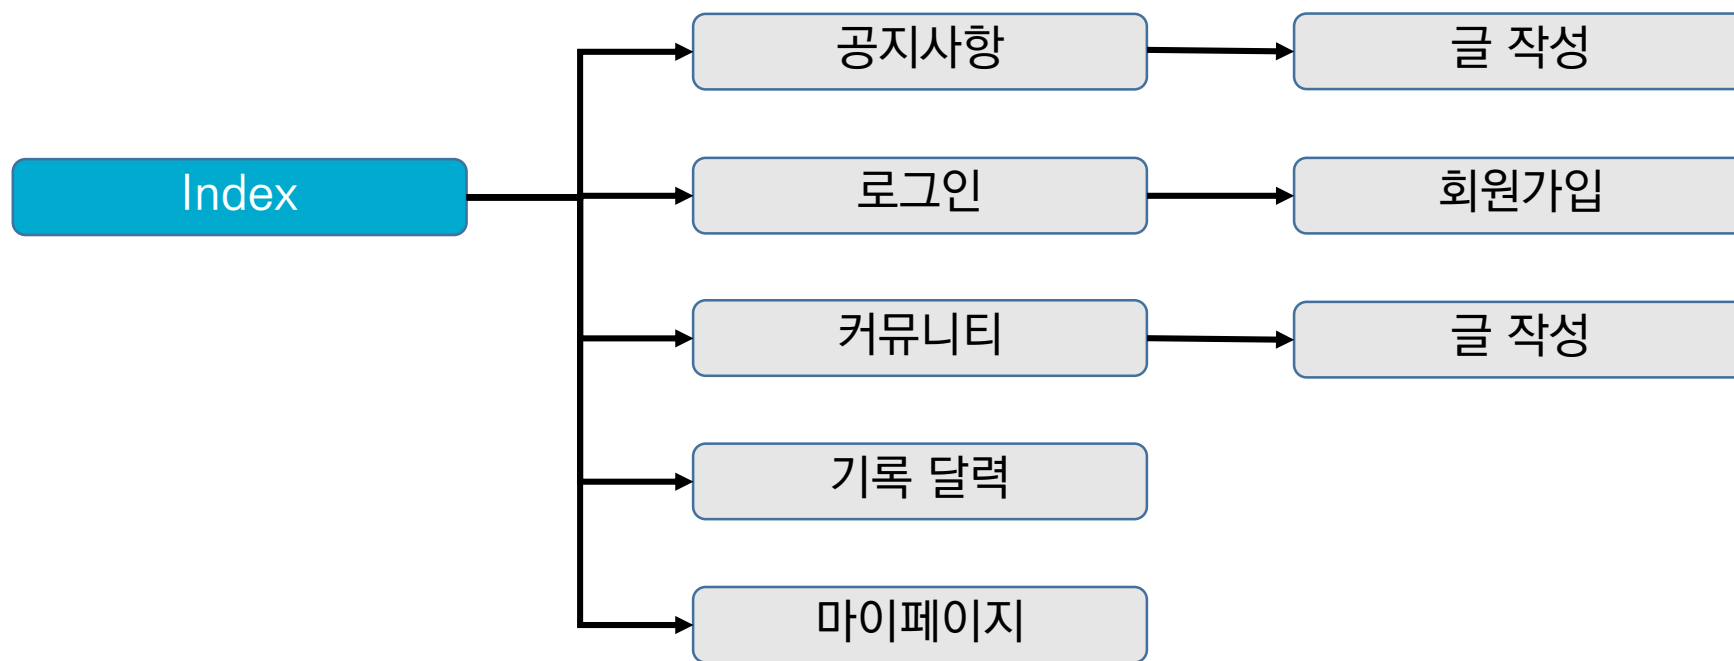 공지사항
글 작성
Index
로그인
회원가입
커뮤니티
글 작성
기록 달력
마이페이지